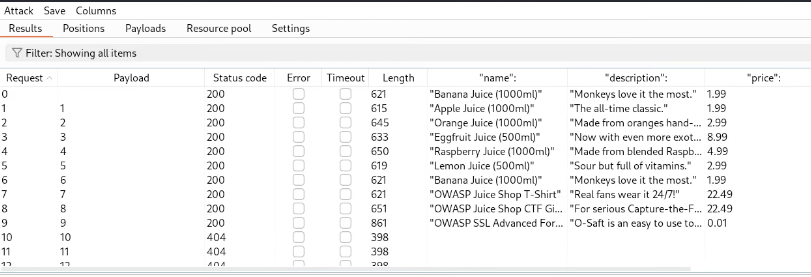 Attack Save Columns
Results Positions Payloads Resource pool Settings
Filter: Showing all items
Request Payload Status code Error Timeout Length "name": "description": "price":
0 200 621 "Banana Juice (1000ml)" "Monkeys love it the most." 1.99
1 1 200 615 "Apple Juice (1000ml)" "The all-time classic." 1.99
2 2 200 645 "Orange Juice (1000ml)" "Made from oranges hand-... 2.99
3 3 200 633 "Eggfruit Juice (500ml)" "Now with even more exot... 8.99
4 4 200 650 "Raspberry Juice (1000ml)" "Made from blended Raspb... 4.99
5 5 200 619 "Lemon Juice (500ml)" "Sour but full of vitamins." 2.99
6 6 200 621 "Banana Juice (1000ml)" "Monkeys love it the most." 1.99
7 7 200 621 "OWASP Juice Shop T-Shirt" "Real fans wear it 24/7!" 22.49
8 8 200 651 "OWASP Juice Shop CTF Gi... "For serious Capture-the-F... 22.49
9 9 200 861 "OWASP SSL Advanced For... "O-Saft is an easy to use to... 0.01
10 10 404 398
11 11 404 398
12 12 404 398